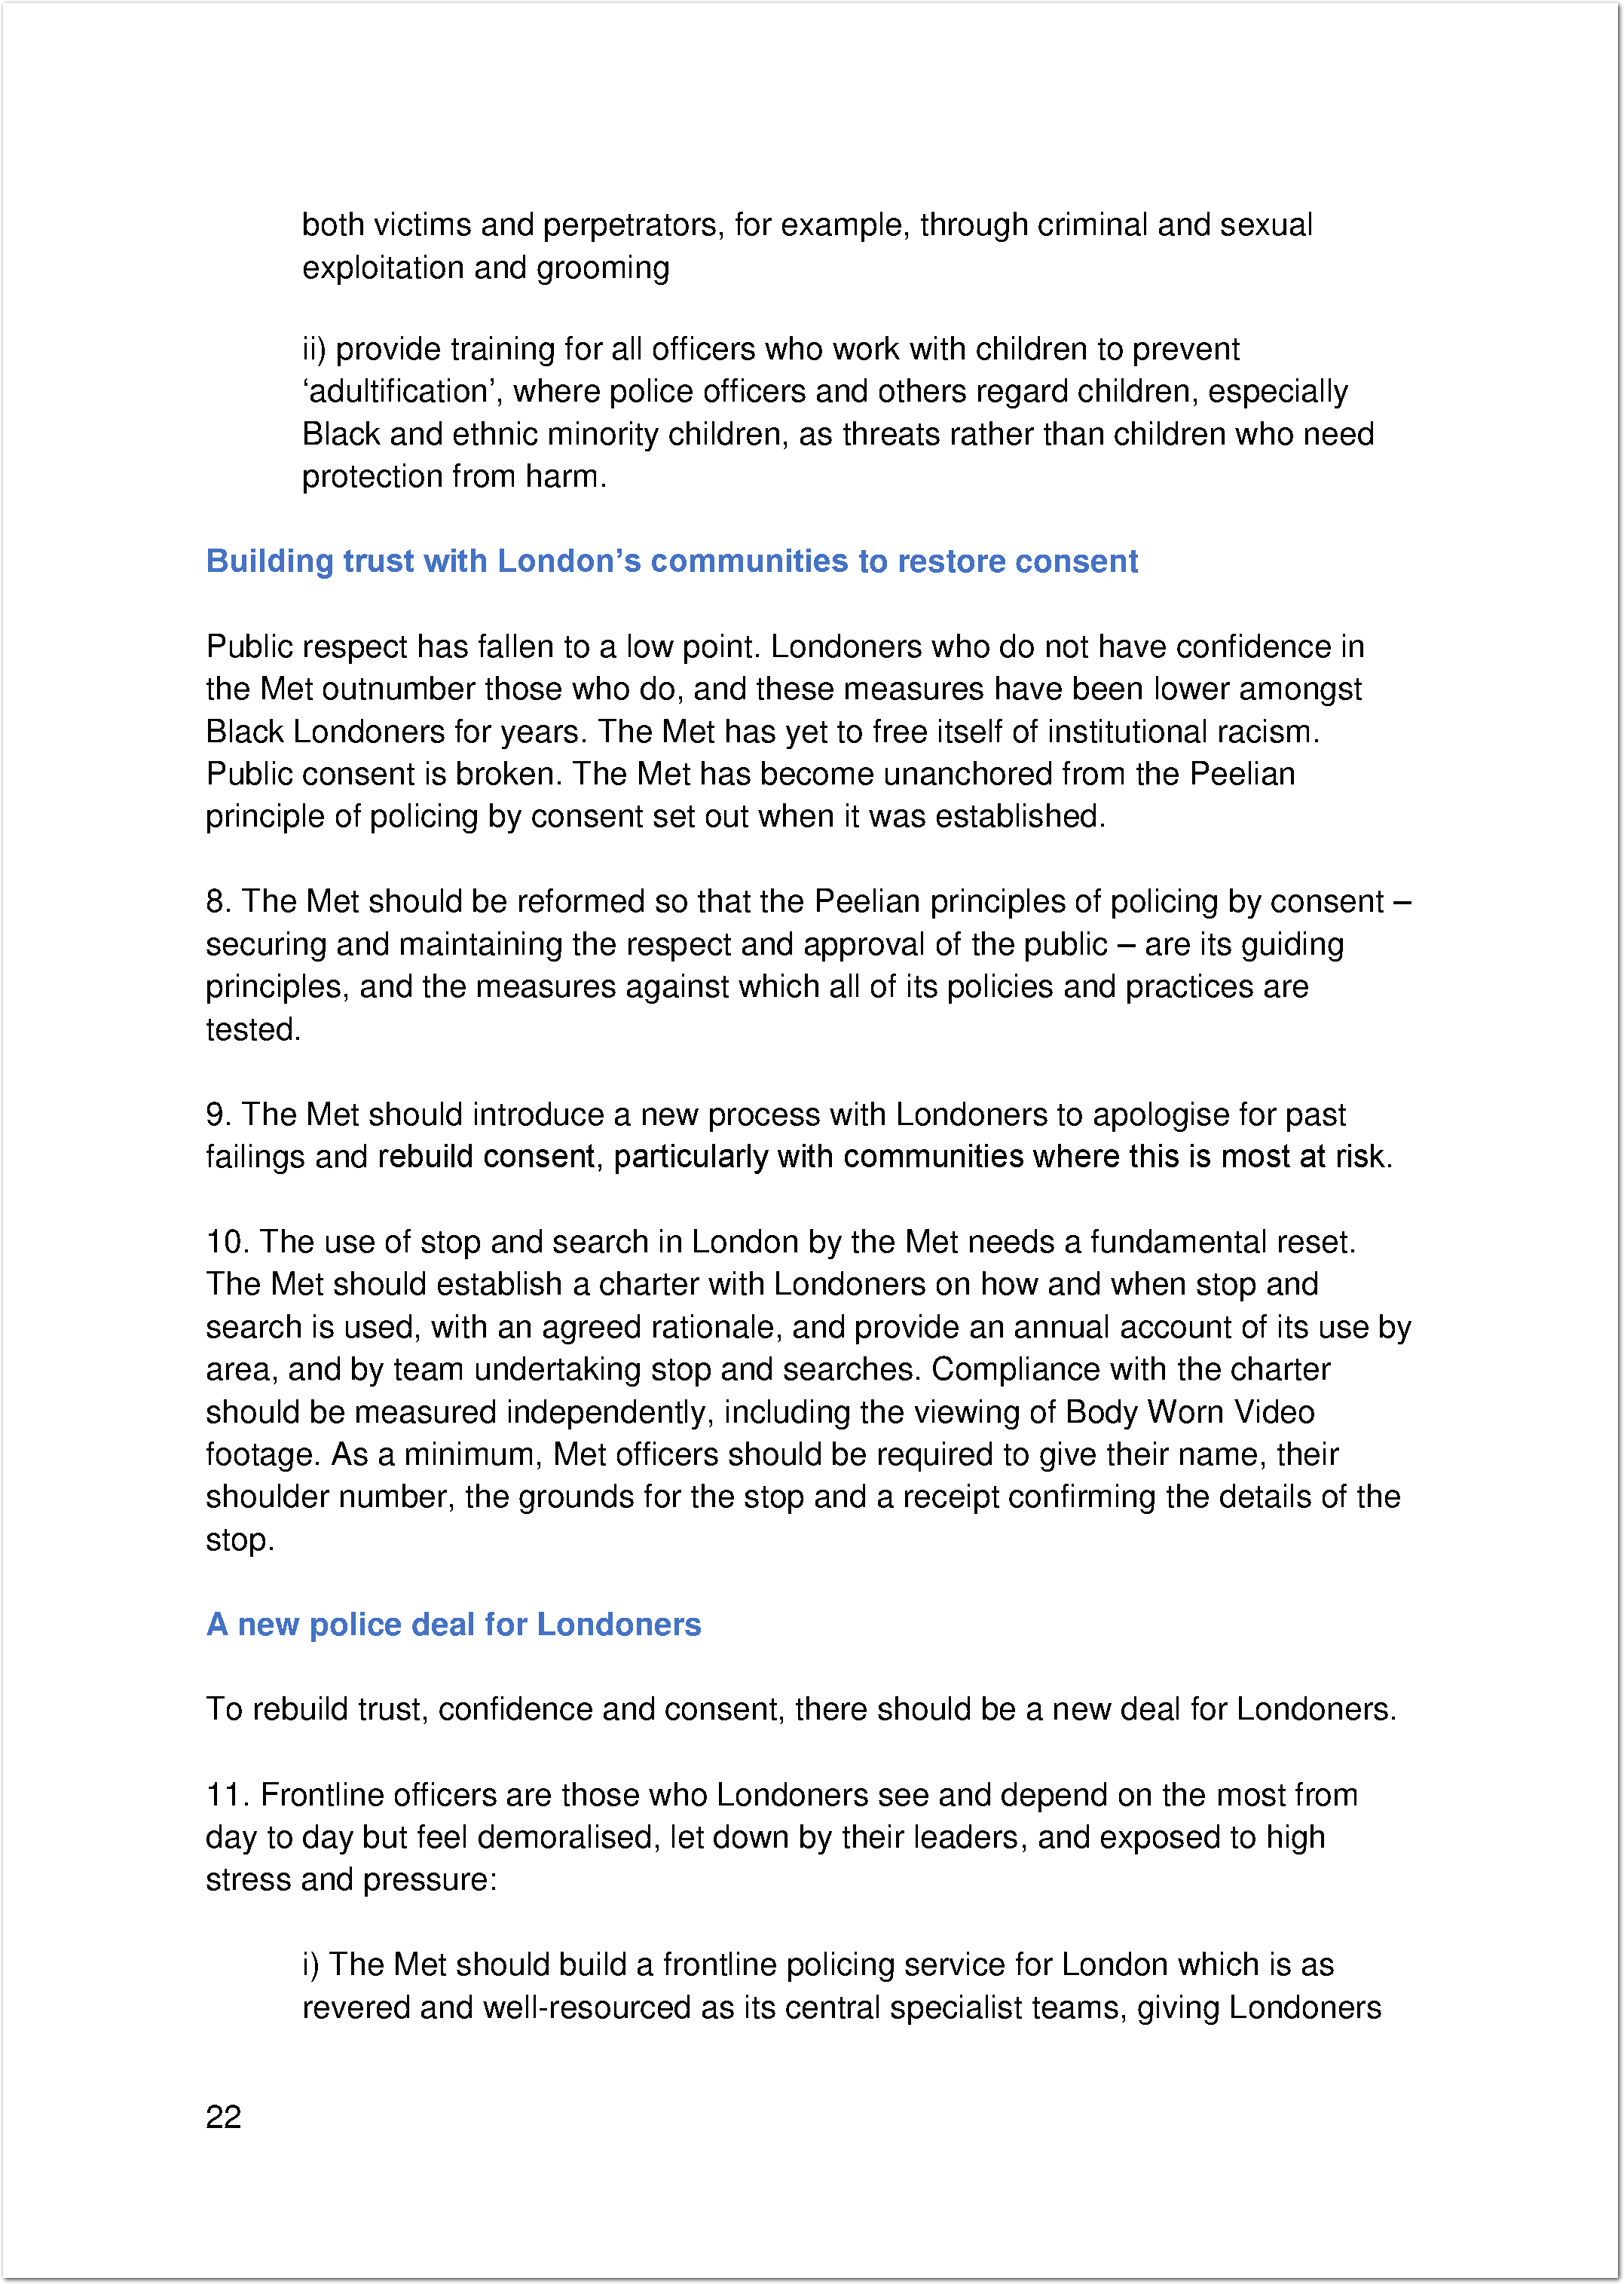 both victims and perpetrators, for example, through criminal and sexual
exploitation and grooming
ii) provide training for all officers who work with children to prevent
‘adultification’, where police officers and others regard children, especially
Black and ethnic minority children, as threats rather than children who need
protection from harm.
Building trust with London’s communities to restore consent
Public respect has fallen to a low point. Londoners who do not have confidence in
the Met outnumber those who do, and these measures have been lower amongst
Black Londoners for years. The Met has yet to free itself of institutional racism.
Public consent is broken. The Met has become unanchored from the Peelian
principle of policing by consent set out when it was established.
8. The Met should be reformed so that the Peelian principles of policing by consent –
securing and maintaining the respect and approval of the public – are its guiding
principles, and the measures against which all of its policies and practices are
tested.
9. The Met should introduce a new process with Londoners to apologise for past
failings and rebuild consent, particularly with communities where this is most at risk.
10. The use of stop and search in London by the Met needs a fundamental reset.
The Met should establish a charter with Londoners on how and when stop and
search is used, with an agreed rationale, and provide an annual account of its use by
area, and by team undertaking stop and searches. Compliance with the charter
should be measured independently, including the viewing of Body Worn Video
footage. As a minimum, Met officers should be required to give their name, their
shoulder number, the grounds for the stop and a receipt confirming the details of the
stop.
A new police deal for Londoners
To rebuild trust, confidence and consent, there should be a new deal for Londoners.
11. Frontline officers are those who Londoners see and depend on the most from
day to day but feel demoralised, let down by their leaders, and exposed to high
stress and pressure:
i) The Met should build a frontline policing service for London which is as
revered and well-resourced as its central specialist teams, giving Londoners
22